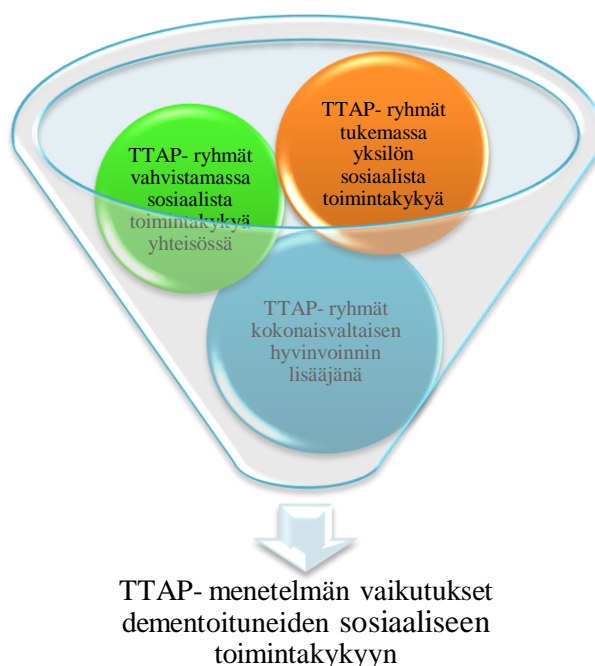 TTAP- ryhmät
vahvistamassa
sosiaalista
toimintakykyä
yhteisössä
TTAP- ryhmät
tukemassa
yksilön
sosiaalista
toimintakykyä
TTAP- ryhmät
kokonaisvaltaisen
hyvinvoinnin
lisääjänä
TTAP- menetelmän vaikutukset
dementoituneiden sosiaaliseen
toimintakykyyn